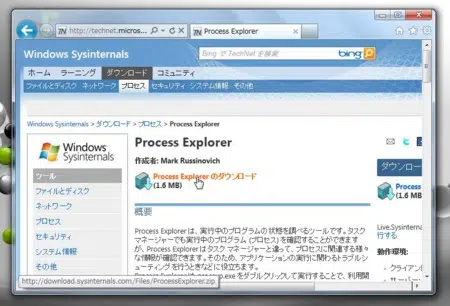 http://technet.micros...
Process Explorer
Windows Sysinternals
Bing で TechNet を検索
bing
ホーム ラーニング ダウンロード コミュニティ
ファイルとディスク ネットワーク プロセス セキュリティ システム情報 その他
Windows Sysinternals > ダウンロード > プロセス > Process Explorer
Windows
Sysinternals
ツール
ファイルとディスク
ネットワーク
プロセス
セキュリティ
システム情報
その他
Process Explorer
作成者: Mark Russinovich
Process Explorer のダウンロード
(1.6 MB)
概要
Process Explorer は、実行中のプログラムの状態を調べるツールです。タスク
マネージャーでも実行中のプログラム (プロセス) を確認することができます
が、Process Explorer はタスク マネージャーと違って、プロセスに関連する様々
な情報が確認できます。そのため、アプリケーションの実行に関わるトラブルシュ
ーティングを行うときなどに役立ちます。
をダブルクリックして実行することで、利用開
ダウンロー
Process
(1.6 MB)
Live.Sysinternals
行する
動作環境:
クライアン
http://download.sysinternals.com/Files/ProcessExplorer.zip